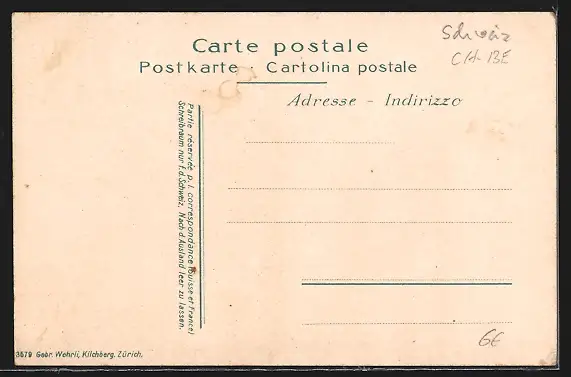 Carte postale
Postkarte - Cartolina postale
Schweiz
CH-BE
Adresse - Indirizzo
Partie réservée p. l. correspondance (Suisse et France)
Schreibraum nur f. d. Schweiz. Nach d. Ausland leer zu lassen.
6E
3579 Gebr. Wehrli, Kilchberg, Zürich.